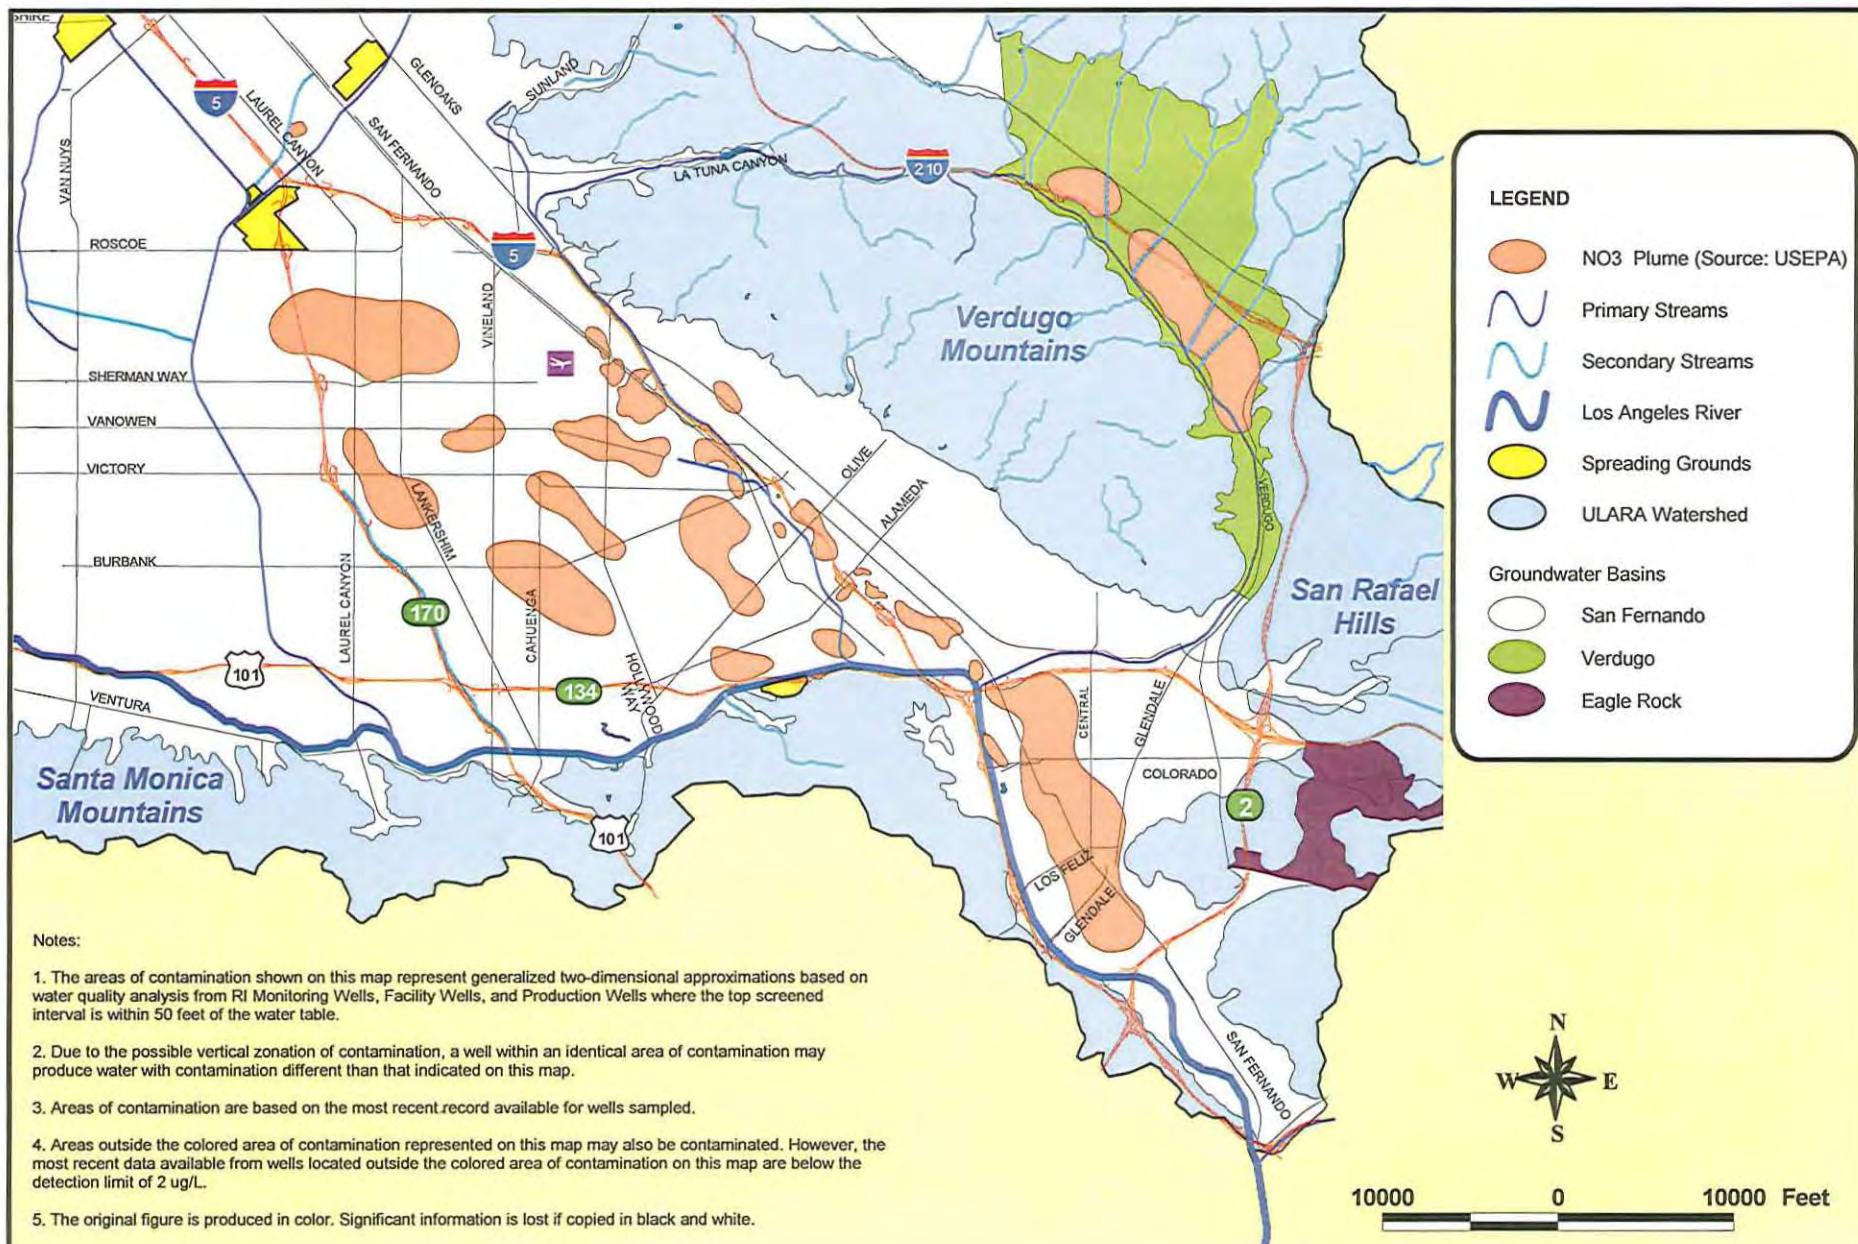 SHIRE
GLENOAKS
SUNLAND
5
LAUREL CANYON
SAN FERNANDO
VAN NUYS
LA TUNA CANYON
210
ROSCOE
5
VINELAND
Verdugo
Mountains
SHERMAN WAY
VANOWEN
VICTORY
LANKERSHIM
OLIVE
ALAMEDA
VERDUGO
BURBANK
LAUREL CANYON
170
CAHUENGA
HOLLYWOOD
WAY
San Rafael
Hills
101
134
VENTURA
CENTRAL
GLENDALE
COLORADO
2
Santa Monica
Mountains
101
LOS FELIZ
GLENDALE
SAN FERNANDO
LEGEND
NO3 Plume (Source: USEPA)
Primary Streams
Secondary Streams
Los Angeles River
Spreading Grounds
ULARA Watershed
Groundwater Basins
San Fernando
Verdugo
Eagle Rock
Notes:
1. The areas of contamination shown on this map represent generalized two-dimensional approximations based on
water quality analysis from RI Monitoring Wells, Facility Wells, and Production Wells where the top screened
interval is within 50 feet of the water table.
2. Due to the possible vertical zonation of contamination, a well within an identical area of contamination may
produce water with contamination different than that indicated on this map.
3. Areas of contamination are based on the most recent record available for wells sampled.
4. Areas outside the colored area of contamination represented on this map may also be contaminated. However, the
most recent data available from wells located outside the colored area of contamination on this map are below the
detection limit of 2 ug/L.
5. The original figure is produced in color. Significant information is lost if copied in black and white.
N
W E
S
10000 0 10000 Feet